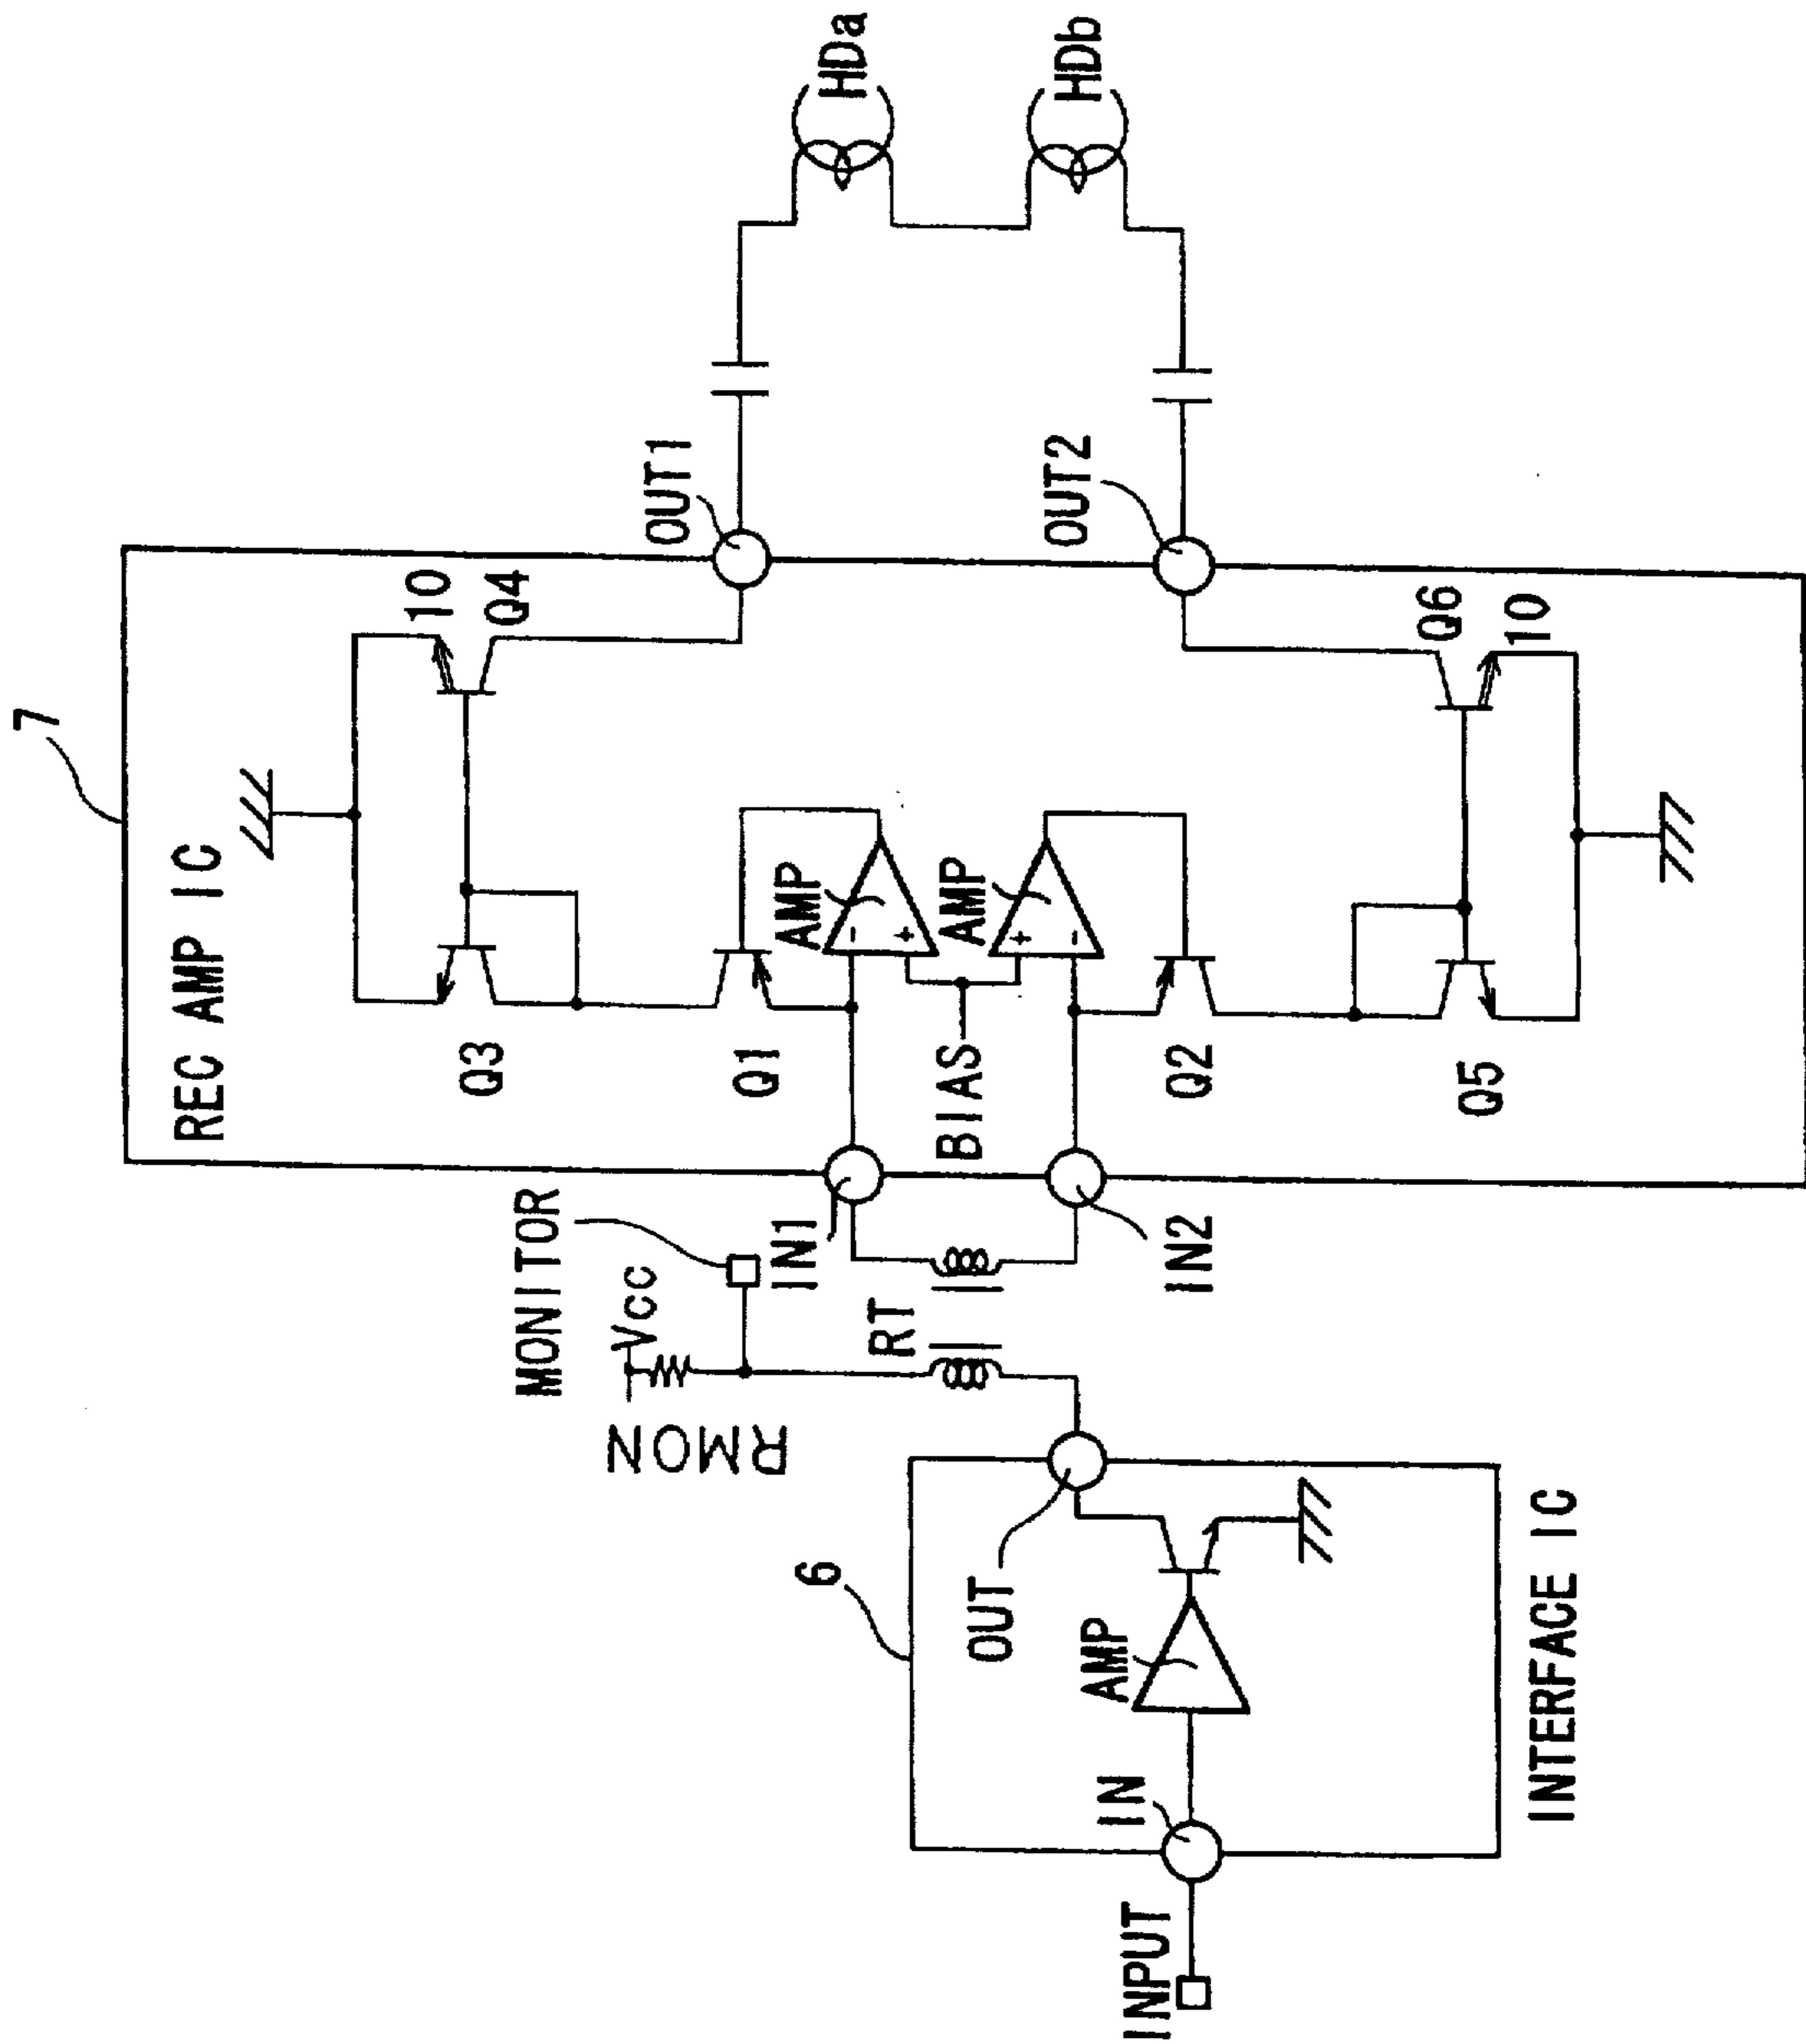 7
REC AMP IC
10
Q4
Q3
Q1
AMP
AMP
BIAS
Q2
Q5
Q6
10
OUT1
OUT2
HDa
HDb
MONITOR
Vcc
RMON
IN1
RT
IN2
6
OUT
AMP
IN
INPUT
INTERFACE IC
-
+
+
-